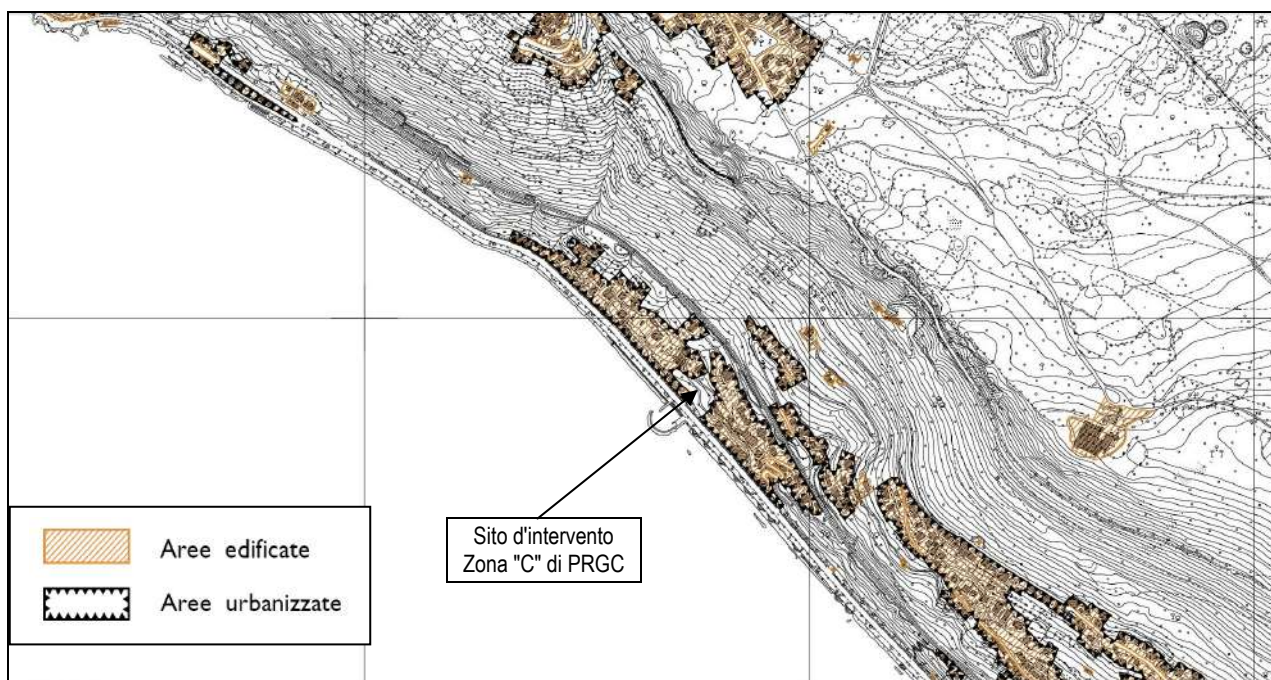 Sito d'intervento
Zona "C" di PRGC
Aree edificate
Aree urbanizzate